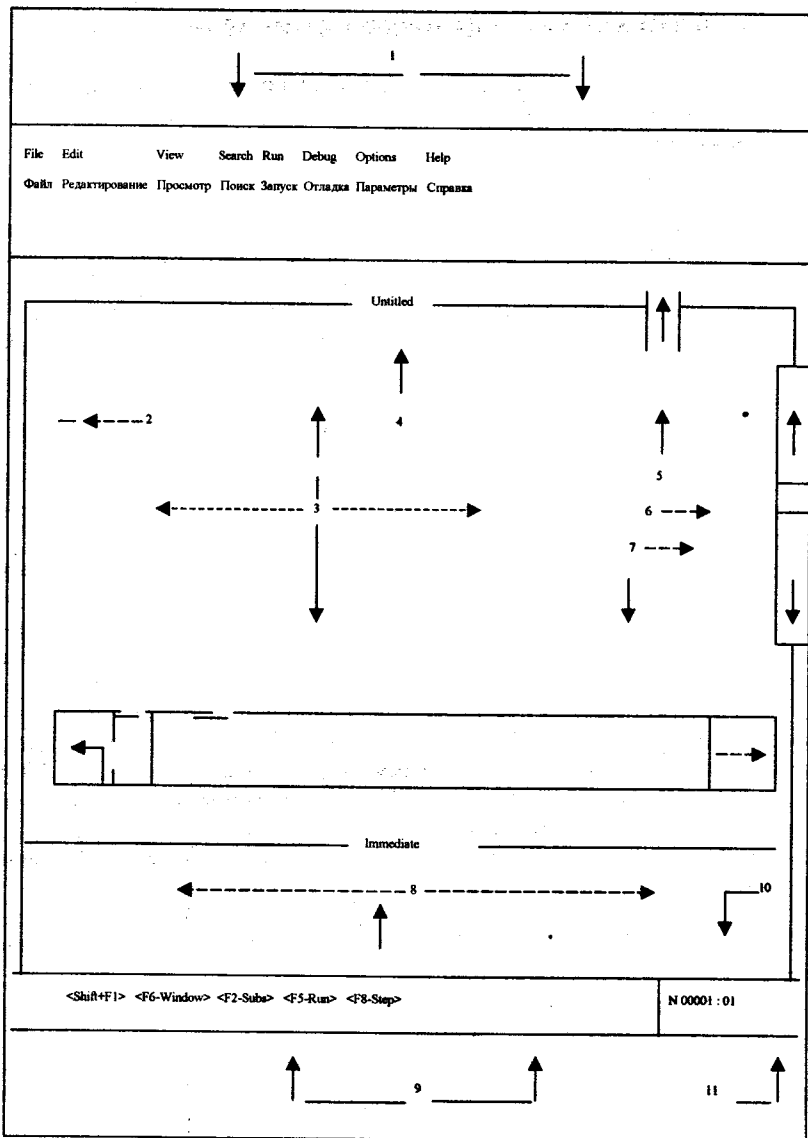 1
File Edit View Search Run Debug Options Help
Файл Редактирование Просмотр Поиск Запуск Отладка Параметры Справка
Untitled
2
4
5
3
6
7
Immediate
8
10
<Shift+F1> <F6-Window> <F2-Subs> <F5-Run> <F8-Step>
N 00001 : 01
9
11